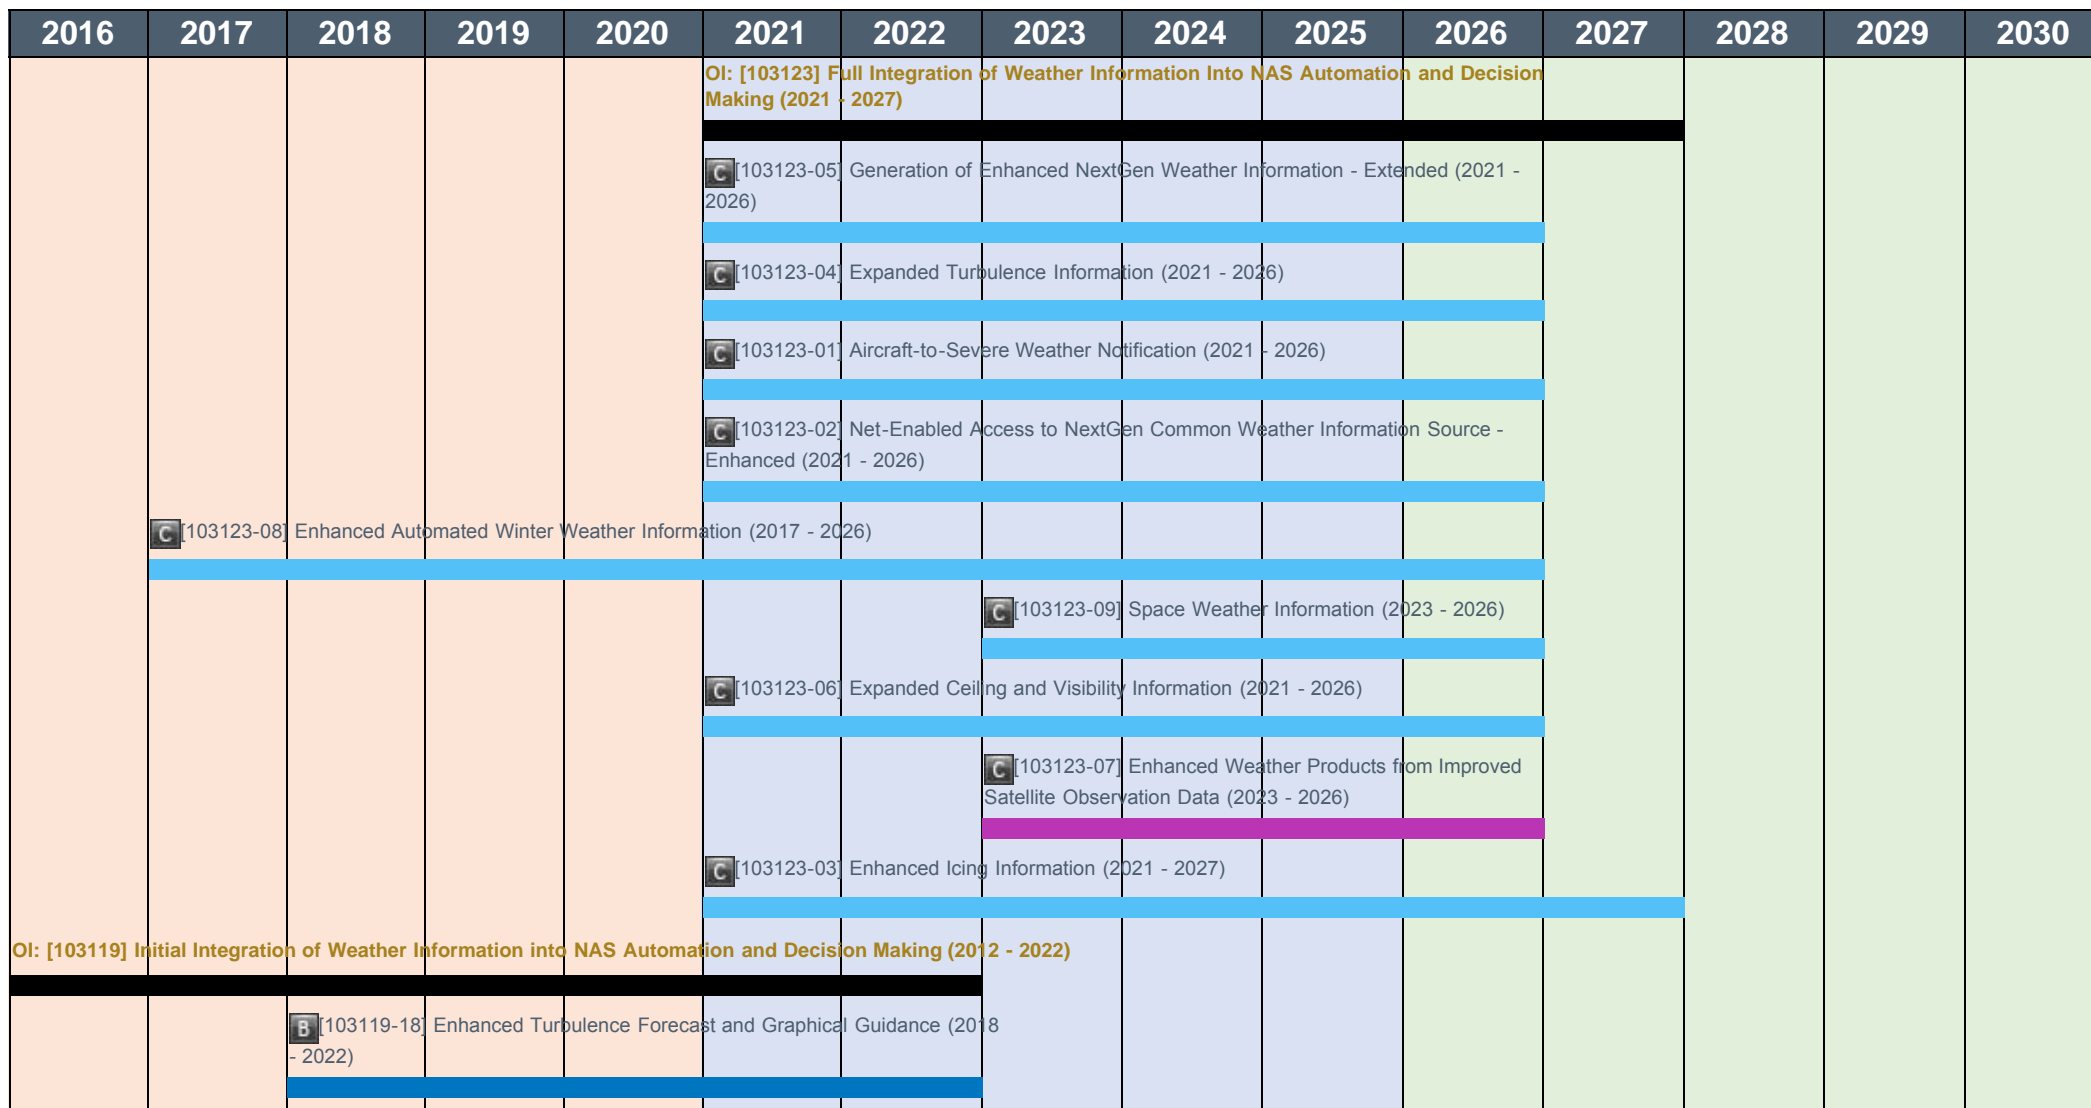 2016 2017 2018 2019 2020 2021 2022 2023 2024 2025 2026 2027 2028 2029 2030
OI: [103123] Full Integration of Weather Information Into NAS Automation and Decision
Making (2021 - 2027)
C [103123-05] Generation of Enhanced NextGen Weather Information - Extended (2021 -
2026)
C [103123-04] Expanded Turbulence Information (2021 - 2026)
C [103123-01] Aircraft-to-Severe Weather Notification (2021 - 2026)
C [103123-02] Net-Enabled Access to NextGen Common Weather Information Source -
Enhanced (2021 - 2026)
C [103123-08] Enhanced Automated Winter Weather Information (2017 - 2026)
C [103123-09] Space Weather Information (2023 - 2026)
C [103123-06] Expanded Ceiling and Visibility Information (2021 - 2026)
C [103123-07] Enhanced Weather Products from Improved
Satellite Observation Data (2023 - 2026)
C [103123-03] Enhanced Icing Information (2021 - 2027)
OI: [103119] Initial Integration of Weather Information into NAS Automation and Decision Making (2012 - 2022)
B [103119-18] Enhanced Turbulence Forecast and Graphical Guidance (2018
- 2022)